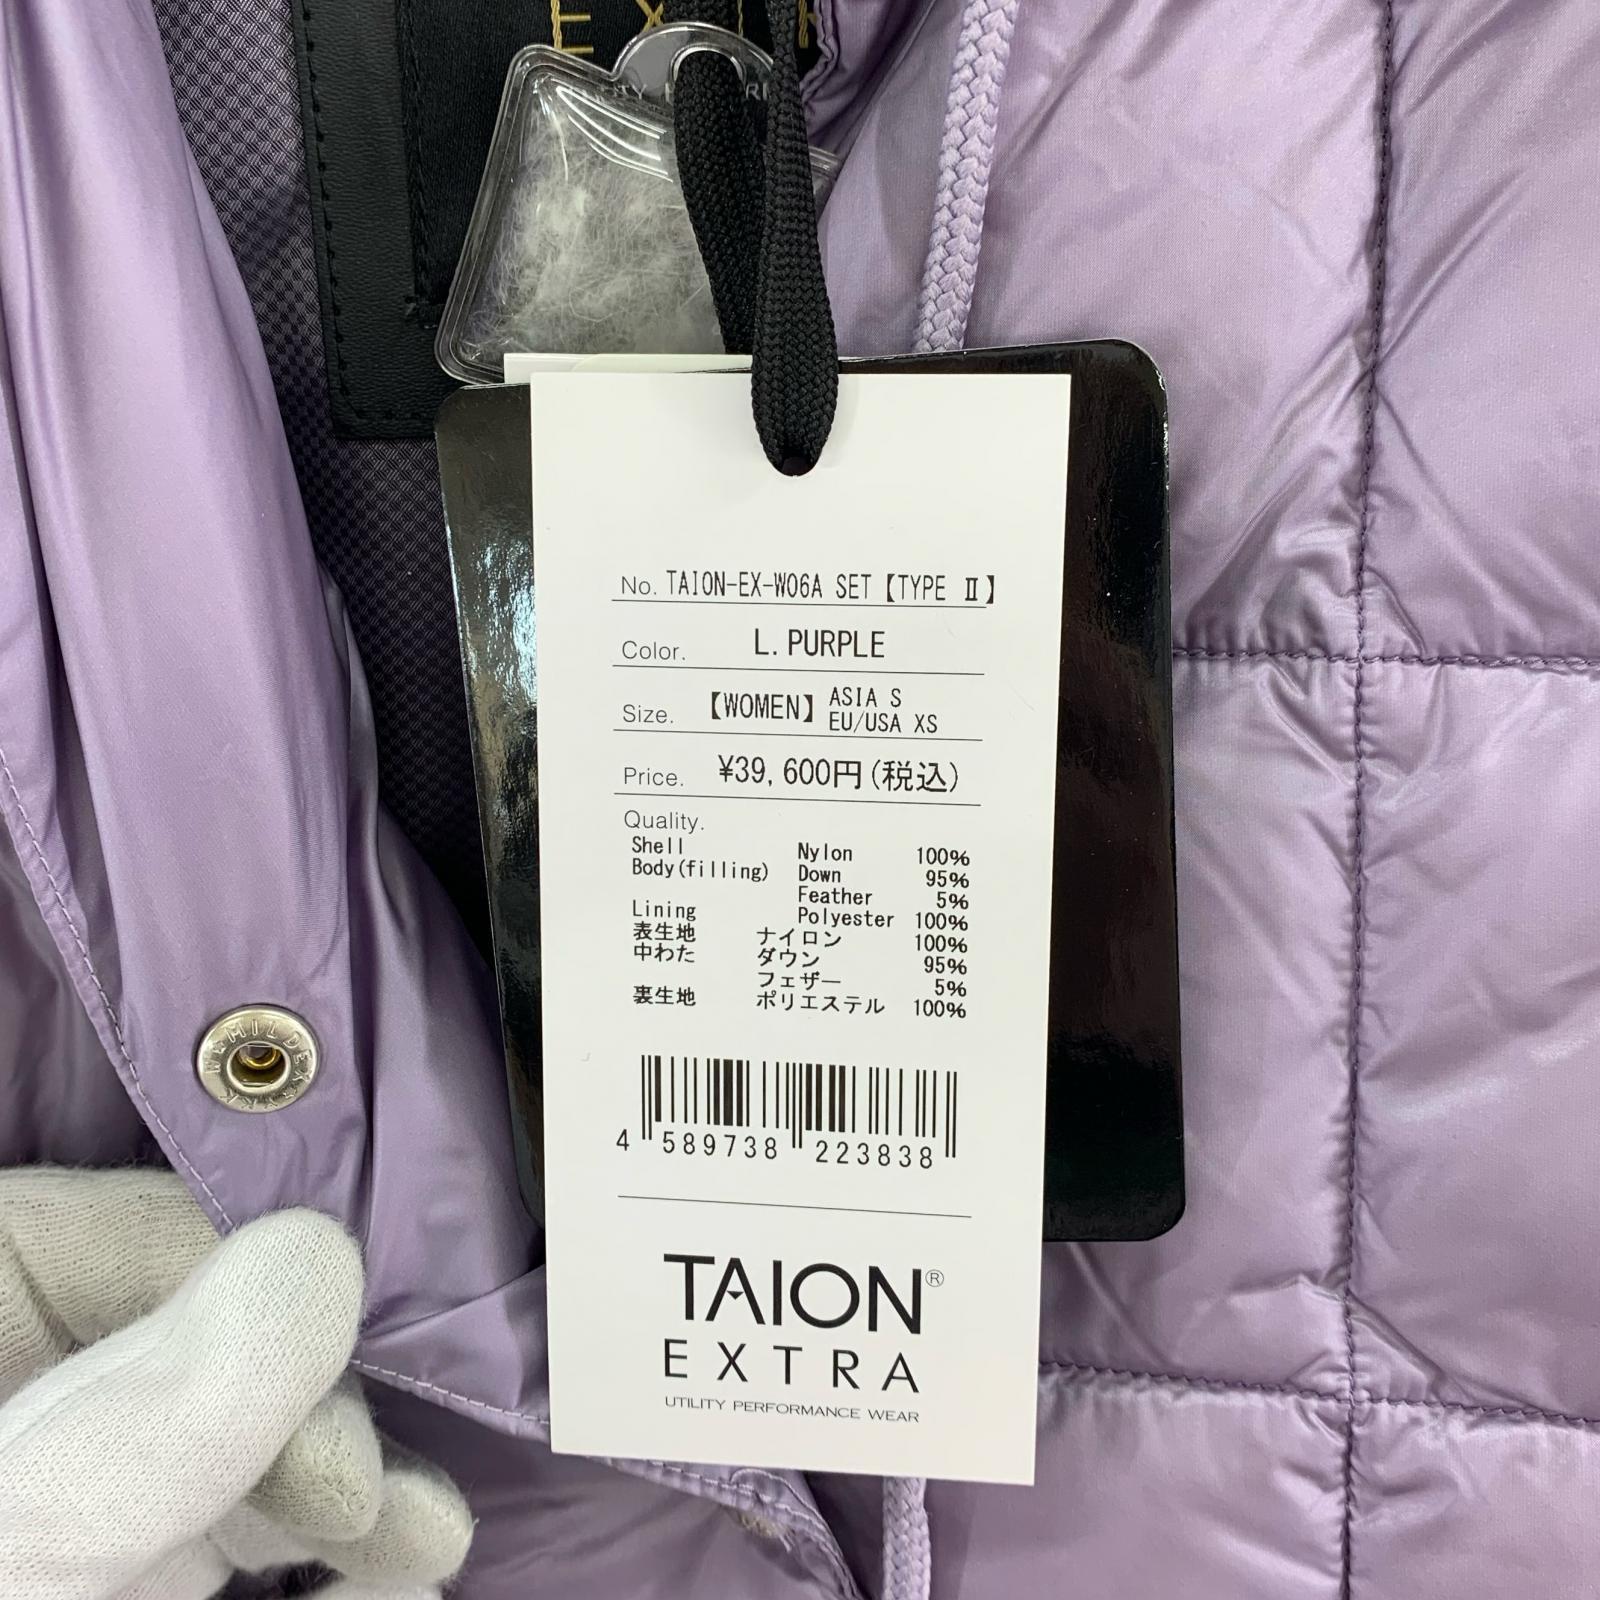 No. TAION-EX-W06A SET【TYPE Ⅱ】
Color. L. PURPLE
Size. 【WOMEN】 ASIA S
EU/USA XS
Price. ¥39,600円(税込)
Quality.
Shell Nylon 100%
Body(filling) Down 95%
Feather 5%
Lining Polyester 100%
表生地 ナイロン 100%
中わた ダウン 95%
フェザー 5%
裏生地 ポリエステル 100%
4 589738 223838
TAION®
EXTRA
UTILITY PERFORMANCE WEAR